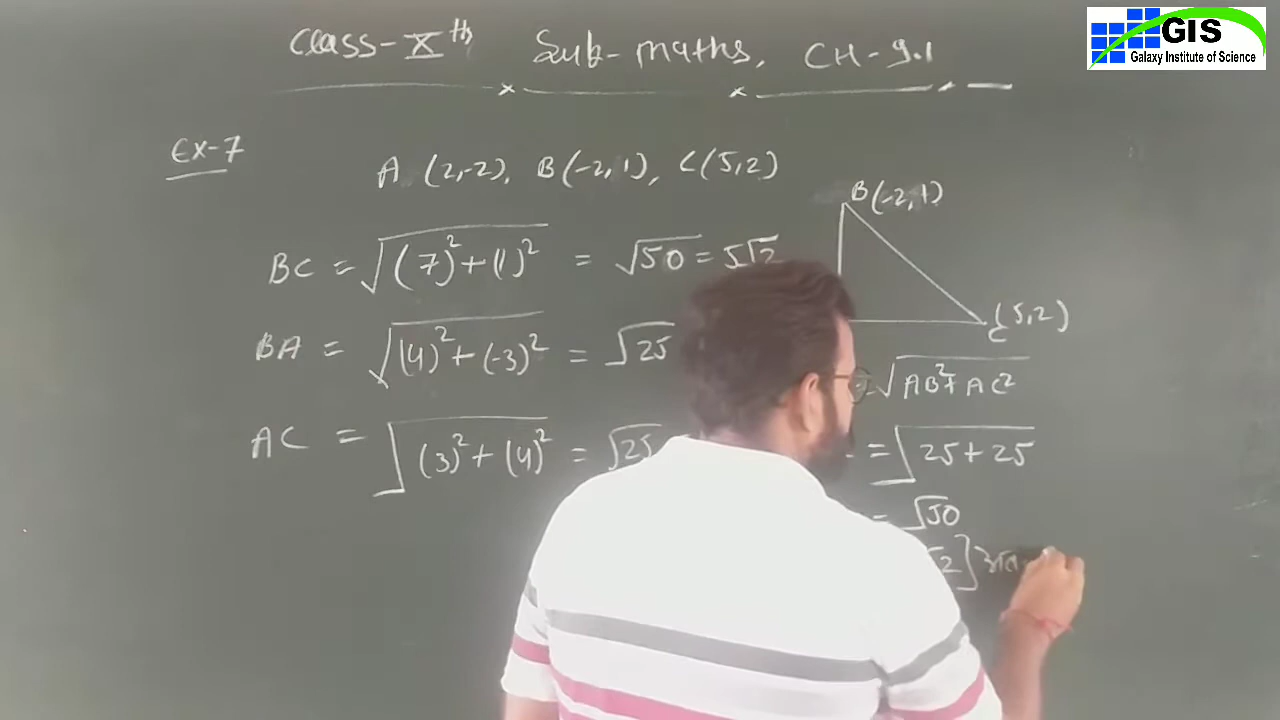 GIS
Galaxy Institute of Science
Class-Xth Sub-maths, CH-9.1
Ex-7
A (2,-2), B(-2,1), C(5,2)
B(-2,1)
BC = √(7)²+(1)² = √50 = 5√2
C(5,2)
BA = √(4)²+(-3)² = √25
= √AB²+AC²
AC = √(3)²+(4)² = √25
= √25+25
= √50
√2]